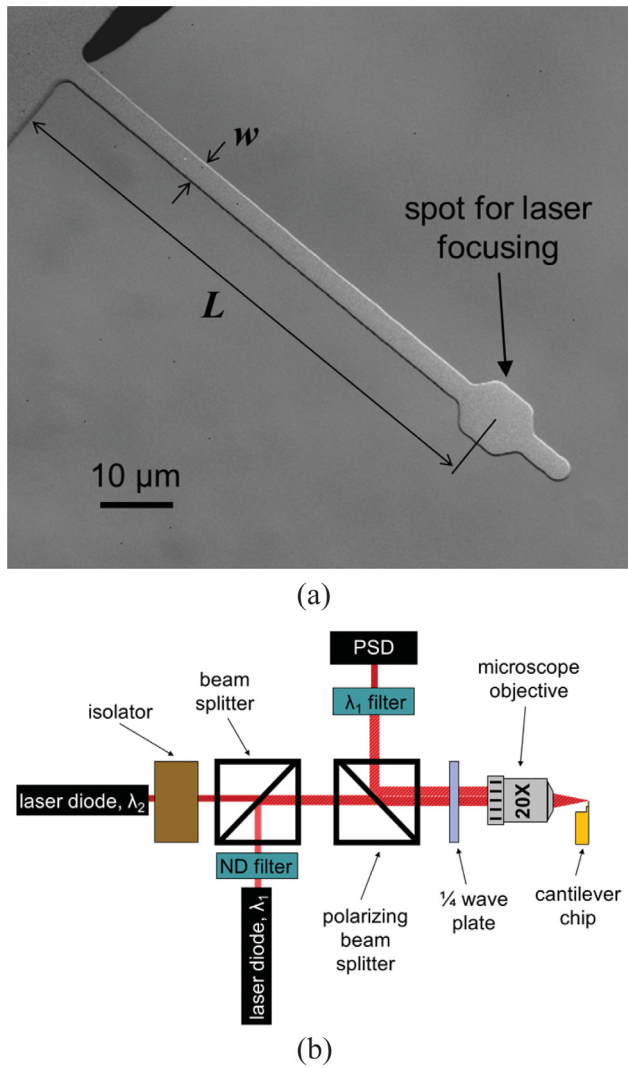 w
spot for laser
focusing
L
10 μm
(a)
PSD
beam
splitter
microscope
objective
isolator
λ₁ filter
laser diode, λ₂
20X
ND filter
laser diode, λ₁
polarizing
beam
splitter
¼ wave
plate
cantilever
chip
(b)